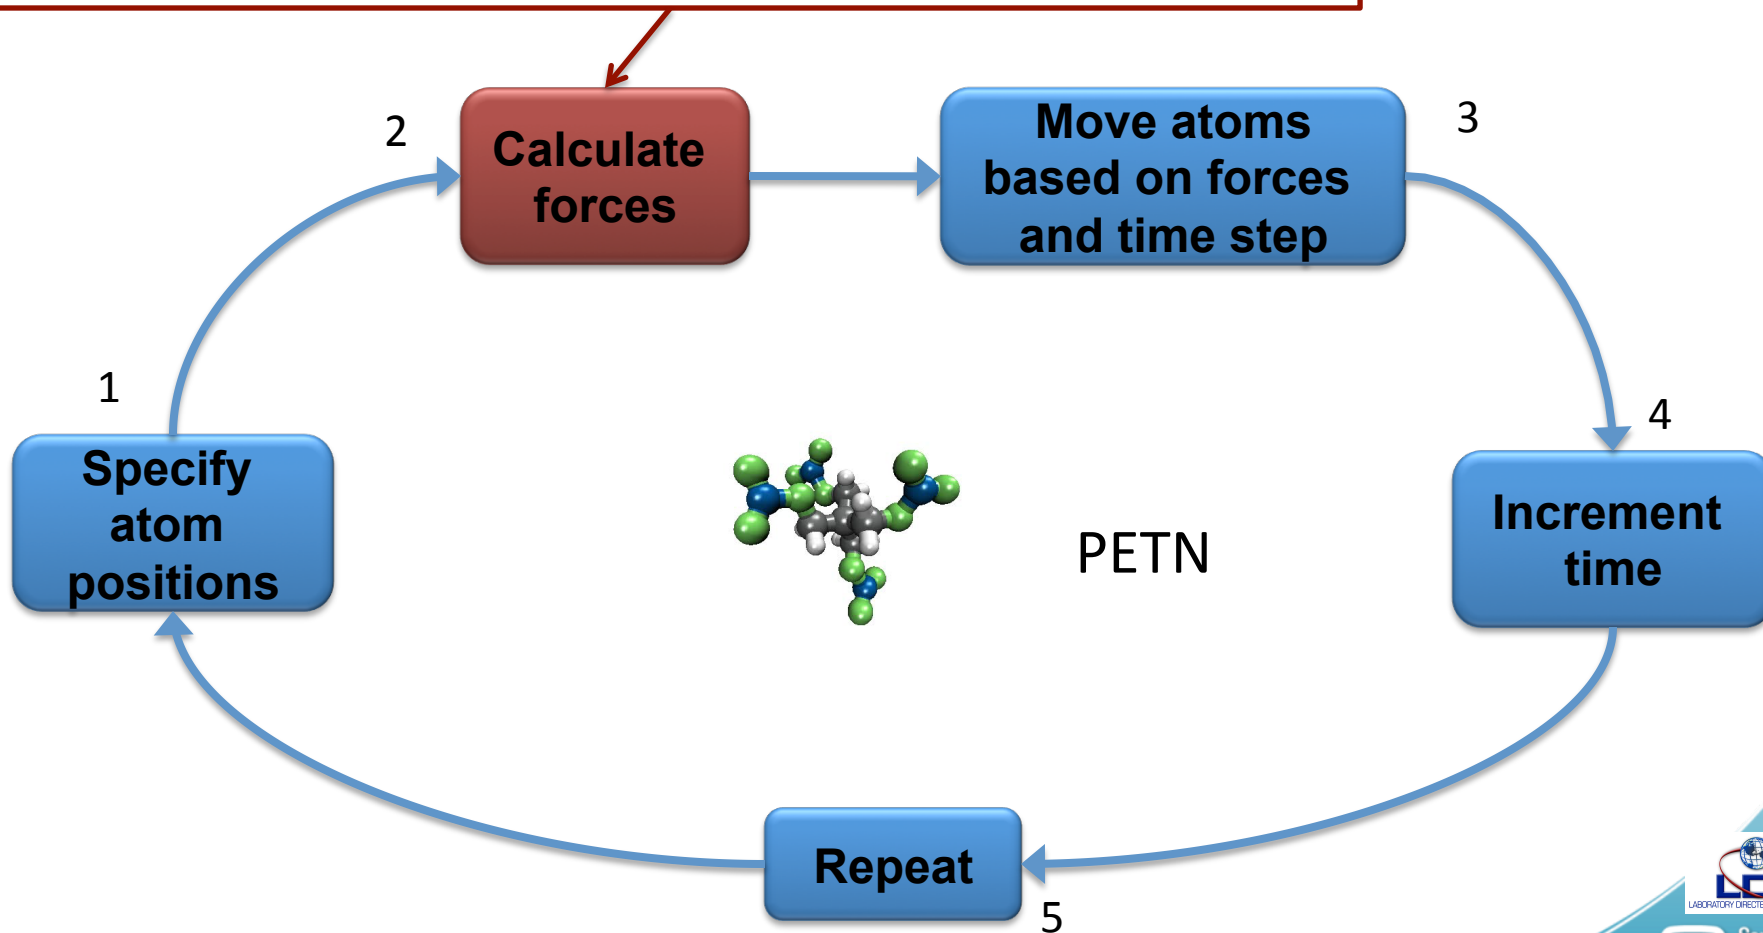 2
Calculate
forces
Move atoms
based on forces
and time step
3
1
Specify
atom
positions
4
Increment
time
PETN
Repeat
5
LABORATORY